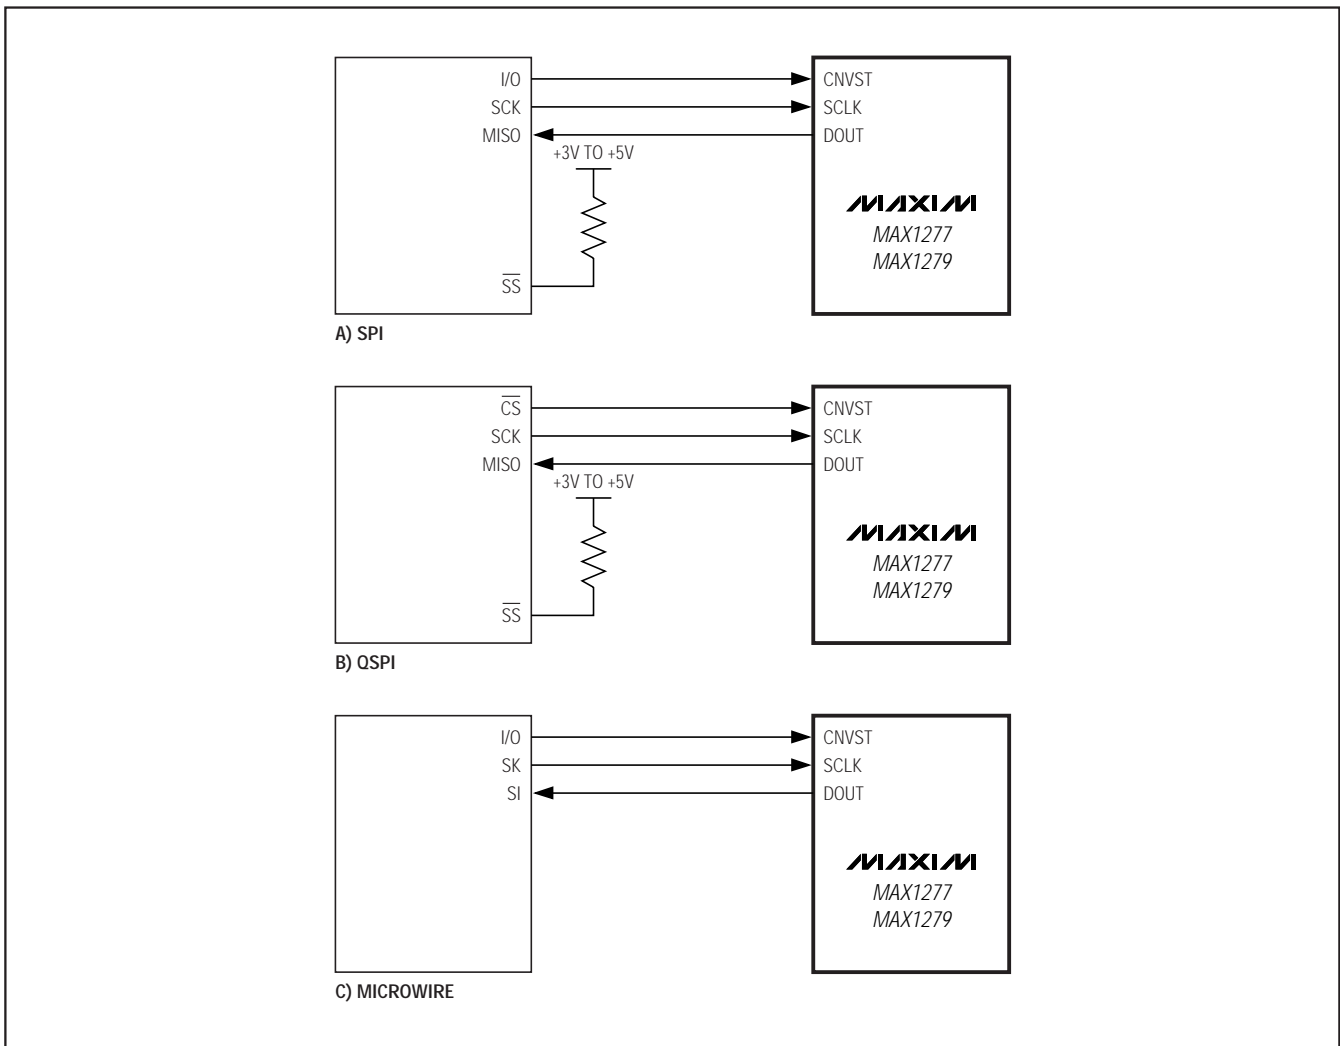 I/O
SCK
MISO
+3V TO +5V
SS
CNVST
SCLK
DOUT
MAXIM
MAX1277
MAX1279
A) SPI
CS
SCK
MISO
+3V TO +5V
SS
CNVST
SCLK
DOUT
MAXIM
MAX1277
MAX1279
B) QSPI
I/O
SK
SI
CNVST
SCLK
DOUT
MAXIM
MAX1277
MAX1279
C) MICROWIRE